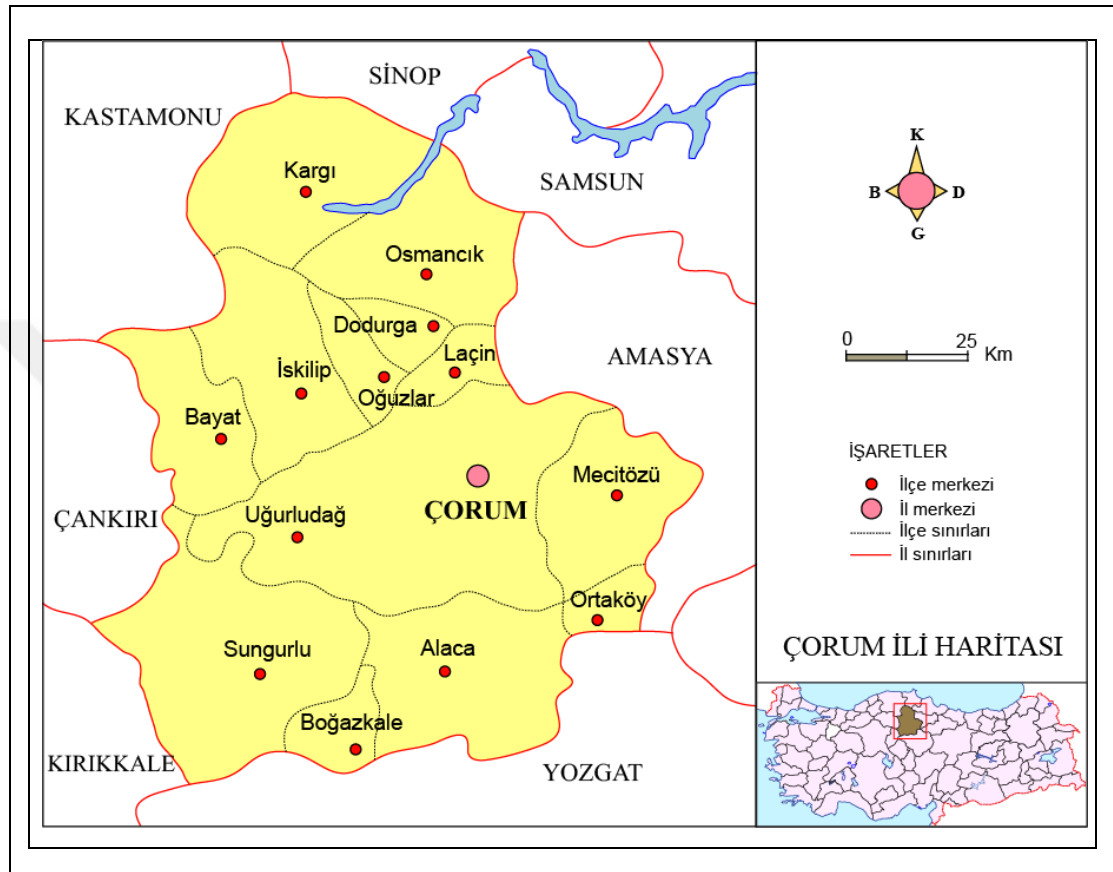 SİNOP
KASTAMONU
Kargı
SAMSUN
Osmancık
Dodurga
Laçin
AMASYA
İskilip
Oğuzlar
Bayat
Mecitözü
ÇORUM
ÇANKIRI
Uğurludağ
Ortaköy
Sungurlu
Alaca
Boğazkale
KIRIKKALE
YOZGAT
K
B D
G
0 25
Km
İŞARETLER
İlçe merkezi
İl merkezi
İlçe sınırları
İl sınırları
ÇORUM İLİ HARİTASI